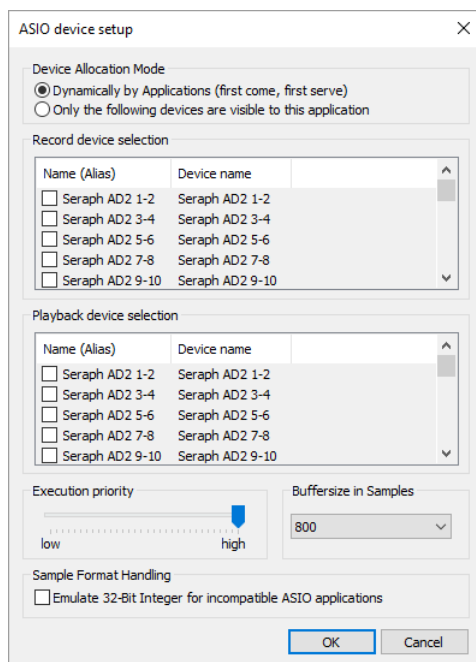 ASIO device setup
Device Allocation Mode
Dynamically by Applications (first come, first serve)
Only the following devices are visible to this application
Record device selection
Name (Alias) Device name
Seraph AD2 1-2 Seraph AD2 1-2
Seraph AD2 3-4 Seraph AD2 3-4
Seraph AD2 5-6 Seraph AD2 5-6
Seraph AD2 7-8 Seraph AD2 7-8
Seraph AD2 9-10 Seraph AD2 9-10
Playback device selection
Name (Alias) Device name
Seraph AD2 1-2 Seraph AD2 1-2
Seraph AD2 3-4 Seraph AD2 3-4
Seraph AD2 5-6 Seraph AD2 5-6
Seraph AD2 7-8 Seraph AD2 7-8
Seraph AD2 9-10 Seraph AD2 9-10
Execution priority Buffersize in Samples
800
low high
Sample Format Handling
Emulate 32-Bit Integer for incompatible ASIO applications
OK Cancel